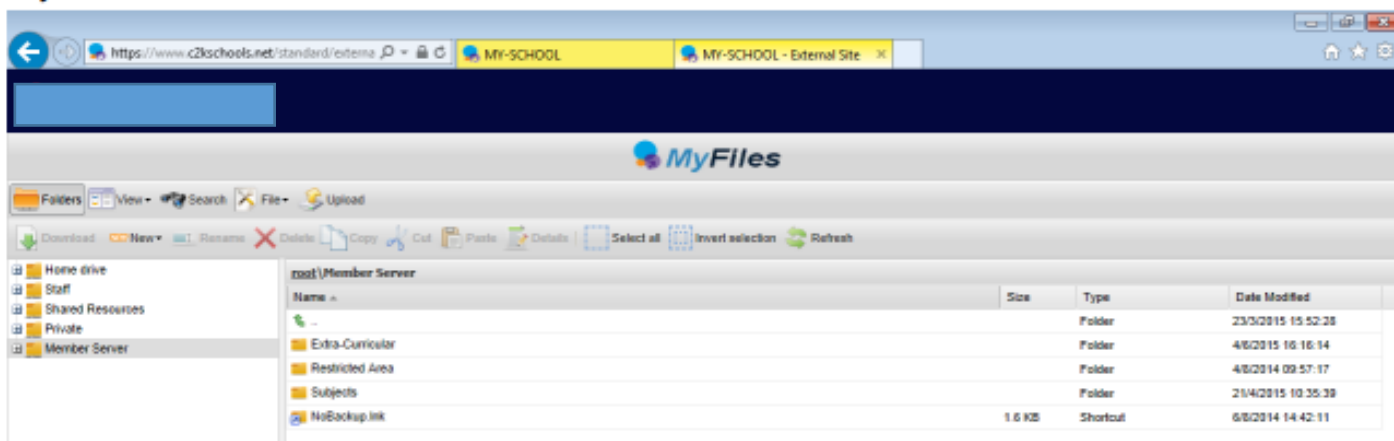 https://www.c2kschools.net/standard/externa MY-SCHOOL MY-SCHOOL - External Site
MyFiles
Folders View Search File Upload
Download New Rename Delete Copy Cut Paste Details Select all Invert selection Refresh
Home drive
Staff
Shared Resources
Private
Member Server
root\Member Server
Name Size Type Date Modified
.. Folder 23/3/2015 15:52:28
Extra-Curricular Folder 4/6/2015 16:16:14
Restricted Area Folder 4/8/2014 09:57:17
Subjects Folder 21/4/2015 10:35:39
NoBackup.lnk 1.6 KB Shortcut 6/8/2014 14:42:11